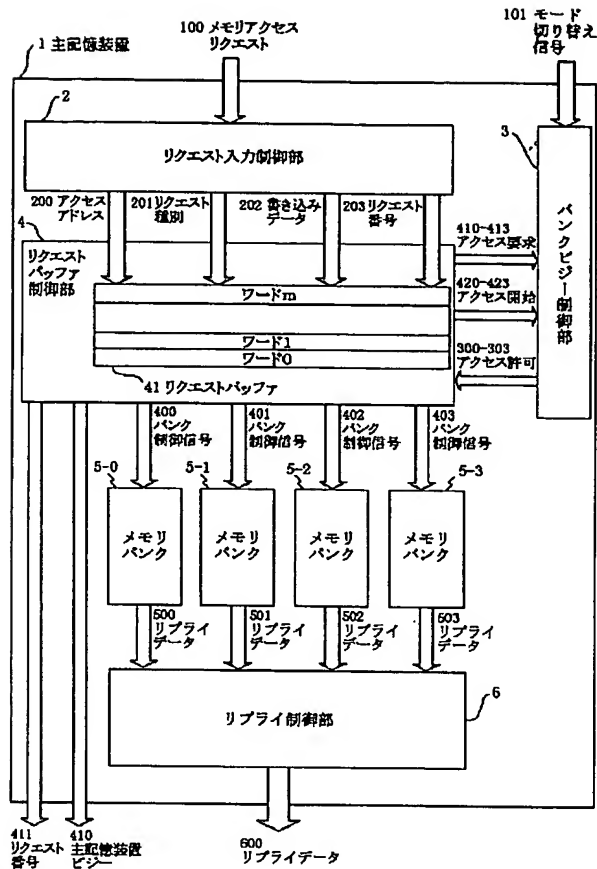 100 メモリアクセス
リクエスト
101 モード
切り替え
信号
1 主記憶装置
2
リクエスト入力制御部
3
バンクビジー制御部
200 アクセス
アドレス
201 リクエスト
種別
202 書き込み
データ
203 リクエスト
番号
4
リクエスト
バッファ
制御部
410-413
アクセス要求
420-423
アクセス開始
300-303
アクセス許可
ワードm
ワード1
ワード0
41 リクエストバッファ
400
バンク
制御信号
401
バンク
制御信号
402
バンク
制御信号
403
バンク
制御信号
5-0
5-1
5-2
5-3
メモリ
バンク
メモリ
バンク
メモリ
バンク
メモリ
バンク
500
リプライ
データ
501
リプライ
データ
502
リプライ
データ
503
リプライ
データ
6
リプライ制御部
411
リクエスト
番号
410
主記憶装置
ビジー
600
リプライデータ